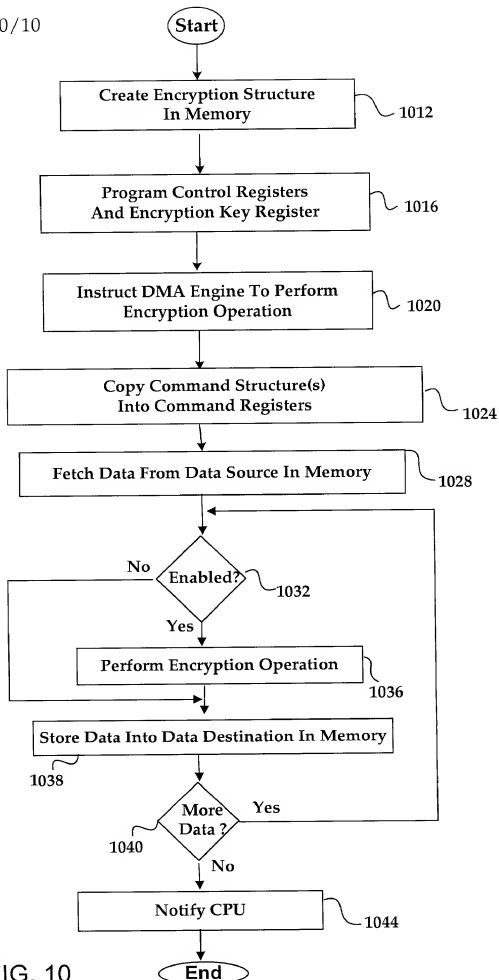 0/10
Start
Create Encryption Structure
In Memory
1012
Program Control Registers
And Encryption Key Register
1016
Instruct DMA Engine To Perform
Encryption Operation
1020
Copy Command Structure(s)
Into Command Registers
1024
Fetch Data From Data Source In Memory
1028
No
Enabled?
1032
Yes
Perform Encryption Operation
1036
Store Data Into Data Destination In Memory
1038
More
Data ?
Yes
1040
No
Notify CPU
1044
IG. 10
End